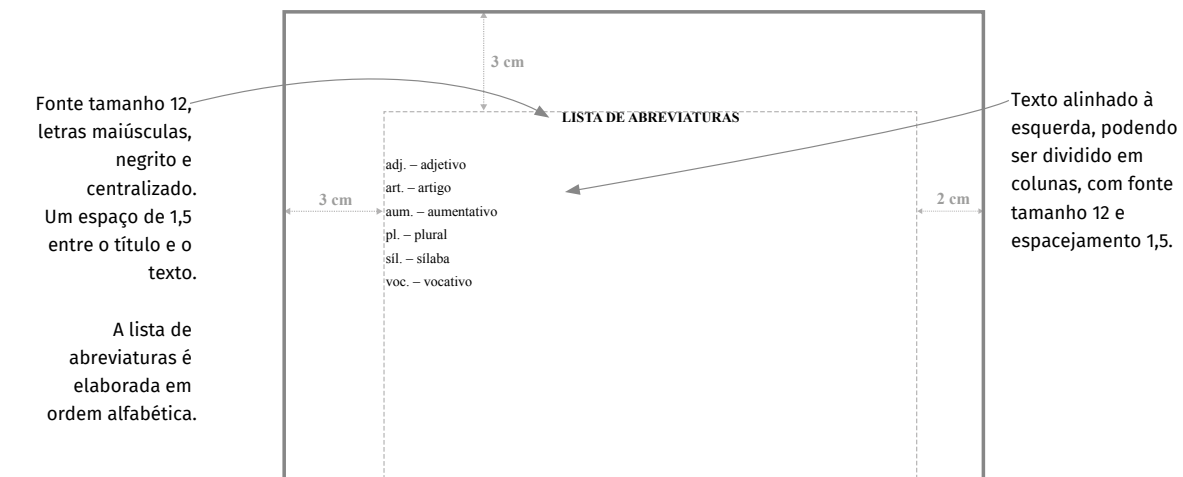 3 cm
Fonte tamanho 12,
letras maiúsculas,
negrito e
centralizado.
Um espaço de 1,5
entre o título e o
texto.
A lista de
abreviaturas é
elaborada em
ordem alfabética.
LISTA DE ABREVIATURAS
adj. – adjetivo
art. – artigo
aum. – aumentativo
pl. – plural
síl. – sílaba
voc. – vocativo
3 cm
2 cm
Texto alinhado à
esquerda, podendo
ser dividido em
colunas, com fonte
tamanho 12 e
espacejamento 1,5.